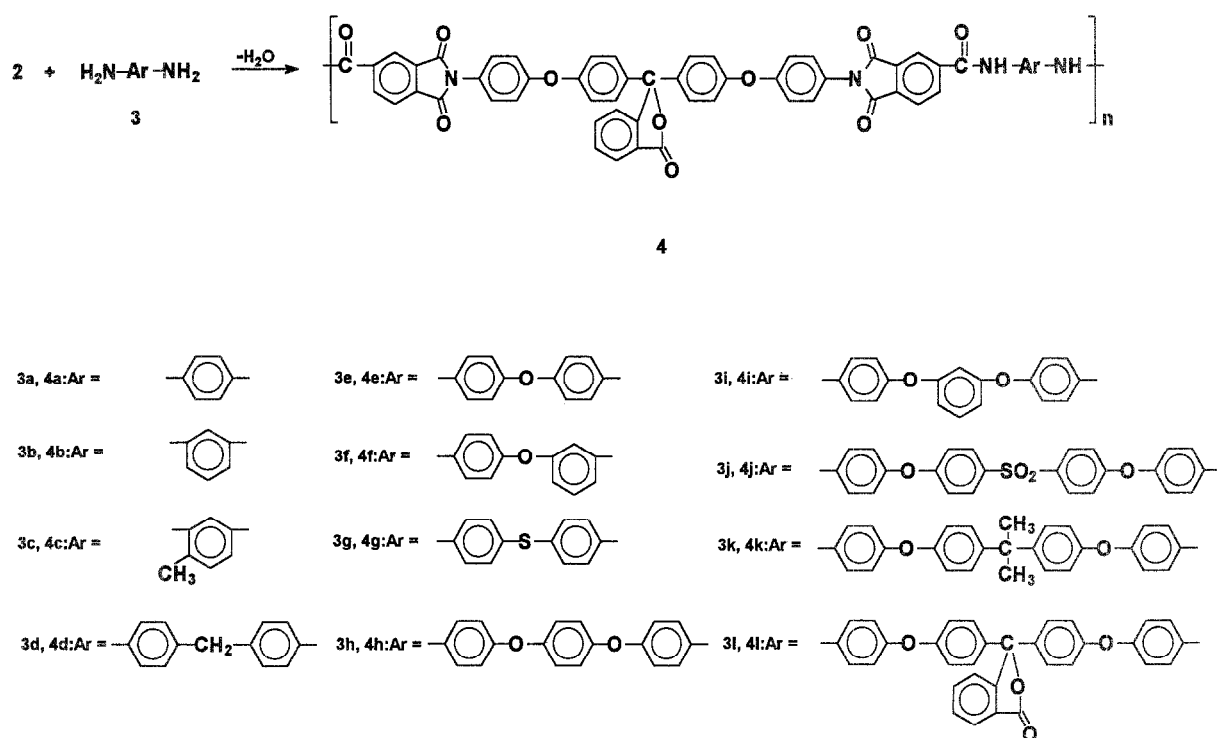 2 + H₂N-Ar-NH₂ -H₂O
3
O O O O O
C N O C O N C-NH-Ar-NH
O O O O
n
O
4
3a, 4a:Ar = 3e, 4e:Ar = O 3i, 4i:Ar = O O
3b, 4b:Ar = 3f, 4f:Ar = O 3j, 4j:Ar = O SO₂ O
3c, 4c:Ar = CH₃ 3g, 4g:Ar = S 3k, 4k:Ar = O CH₃ C CH₃ O
3d, 4d:Ar = CH₂ 3h, 4h:Ar = O O 3l, 4l:Ar = O C O
O
O